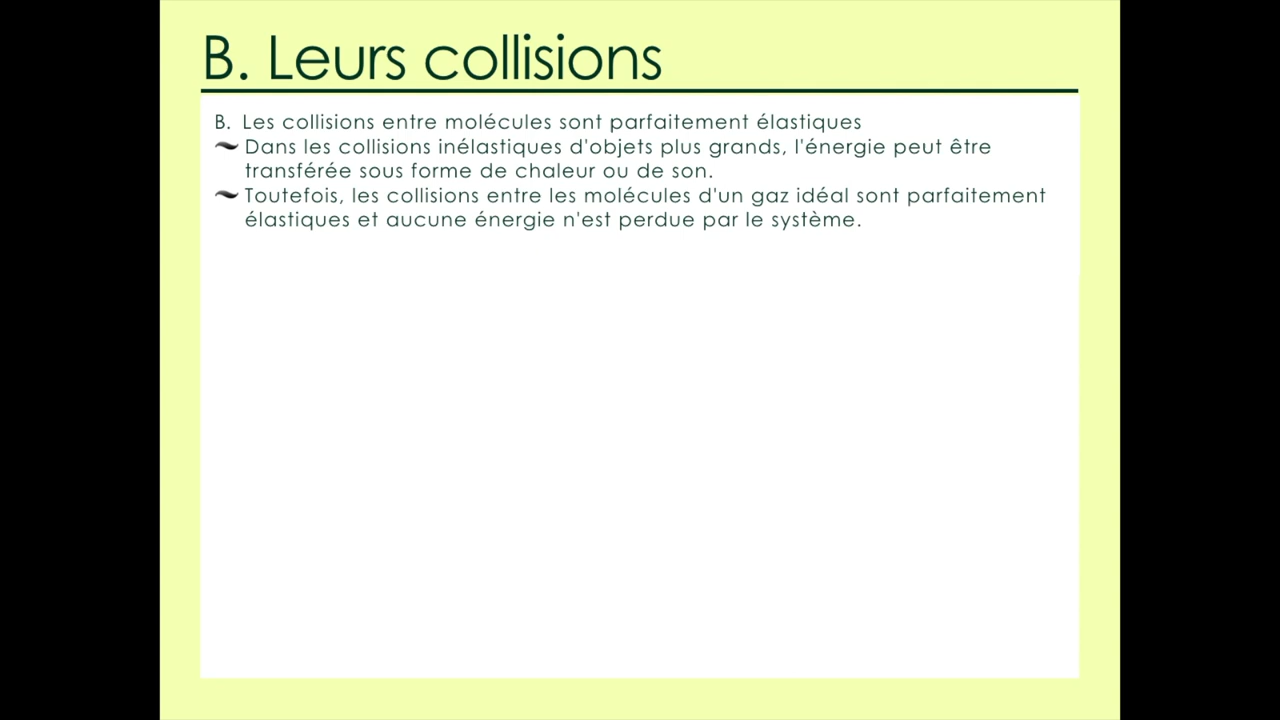 B. Leurs collisions
B. Les collisions entre molécules sont parfaitement élastiques
Dans les collisions inélastiques d'objets plus grands, l'énergie peut être
transférée sous forme de chaleur ou de son.
Toutefois, les collisions entre les molécules d'un gaz idéal sont parfaitement
élastiques et aucune énergie n'est perdue par le système.